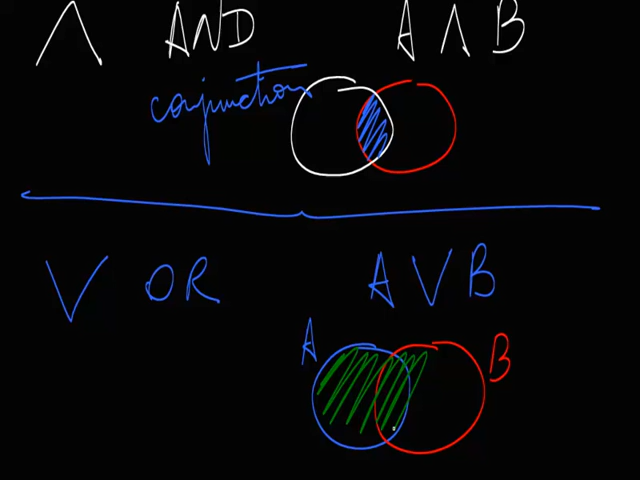 ∧ AND A ∧ B
conjunction
∨ OR A ∨ B
A B